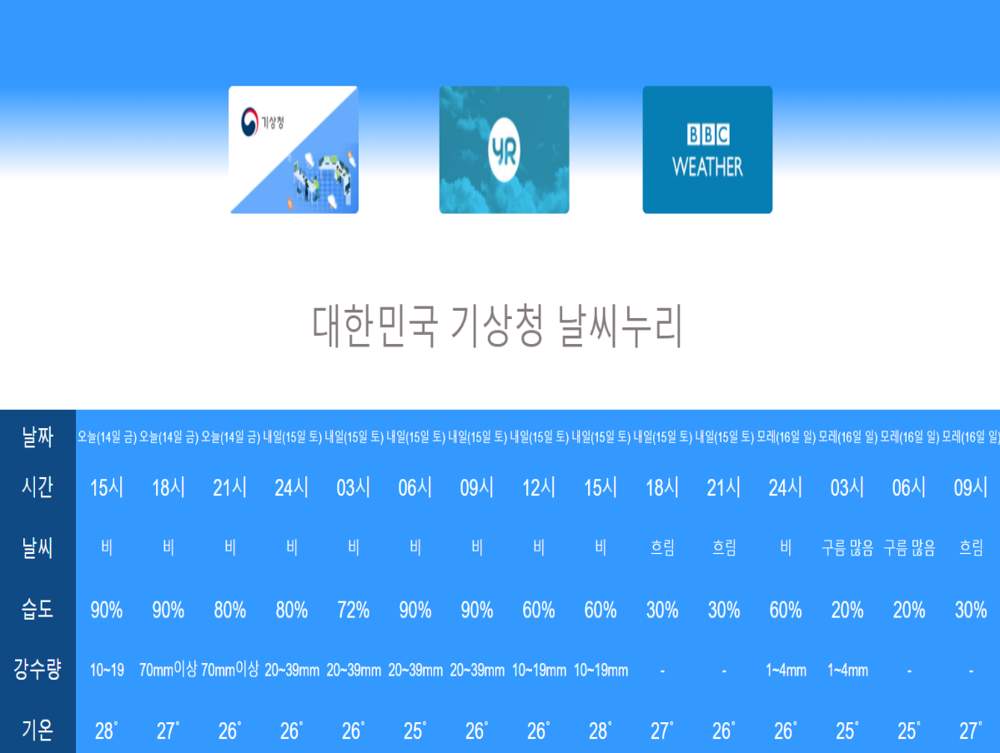 기상청
YR
BBC
WEATHER
대한민국 기상청 날씨누리
날짜 오늘(14일 금) 오늘(14일 금) 오늘(14일 금) 내일(15일 토) 내일(15일 토) 내일(15일 토) 내일(15일 토) 내일(15일 토) 내일(15일 토) 내일(15일 토) 내일(15일 토) 모레(16일 일) 모레(16일 일) 모레(16일 일) 모레(16일 일)
시간 15시 18시 21시 24시 03시 06시 09시 12시 15시 18시 21시 24시 03시 06시 09시
날씨 비 비 비 비 비 비 비 비 비 흐림 흐림 비 구름 많음 구름 많음 흐림
습도 90% 90% 80% 80% 72% 90% 90% 60% 60% 30% 30% 60% 20% 20% 30%
강수량 10~19 70mm이상 70mm이상 20~39mm 20~39mm 20~39mm 20~39mm 10~19mm 10~19mm - - 1~4mm 1~4mm - -
기온 28˚ 27˚ 26˚ 26˚ 26˚ 25˚ 26˚ 26˚ 28˚ 27˚ 26˚ 26˚ 25˚ 25˚ 27˚